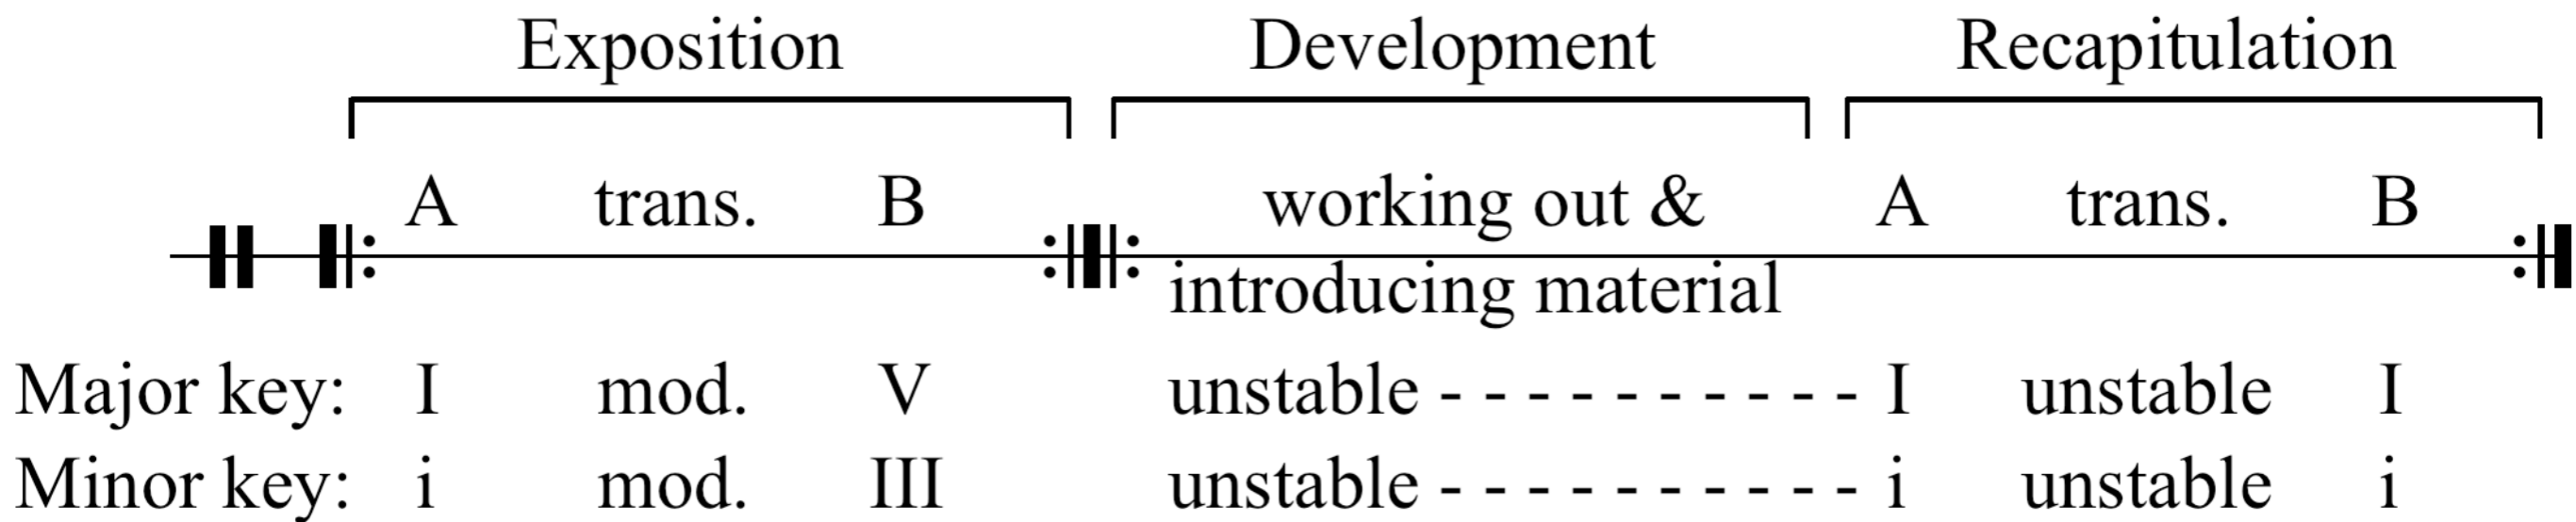 Exposition Development Recapitulation
A trans. B working out & A trans. B
introducing material
Major key: I mod. V unstable - - - - - - - - - - - I unstable I
Minor key: i mod. III unstable - - - - - - - - - - - i unstable i